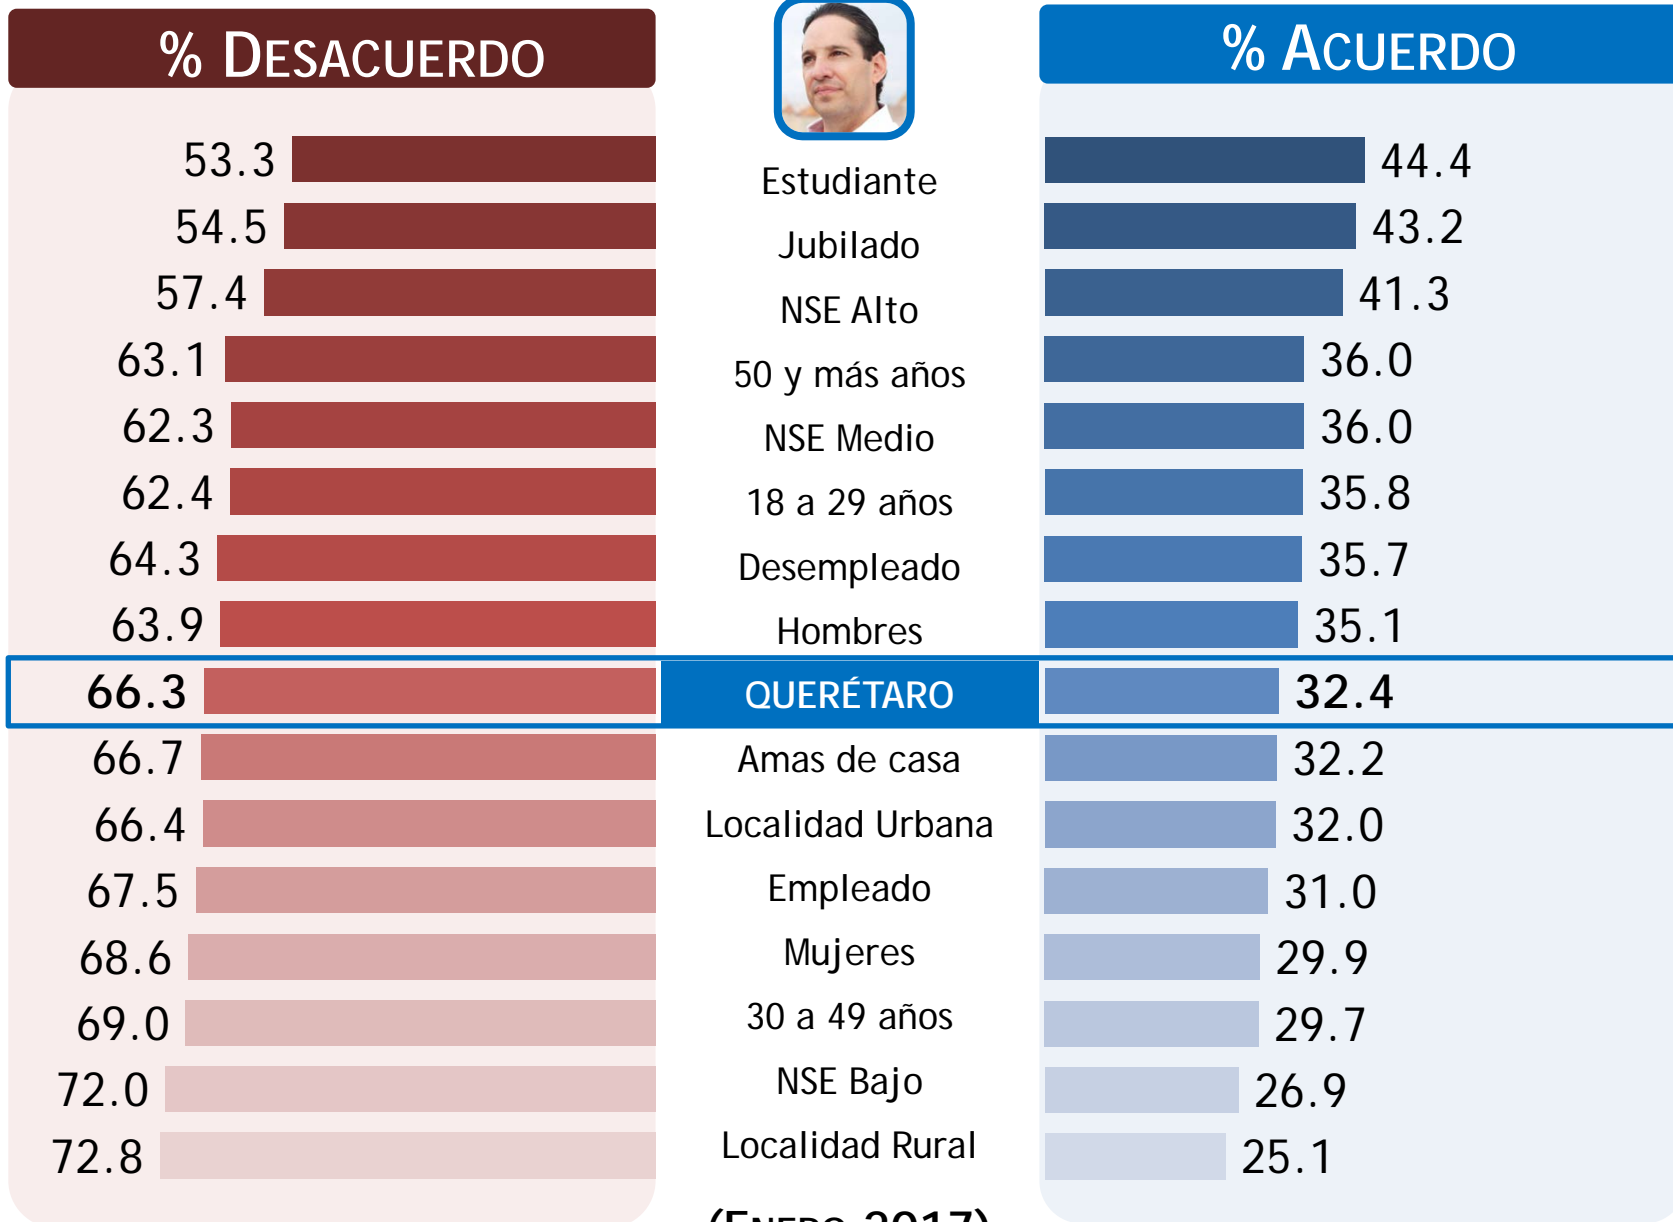 % DESACUERDO % ACUERDO
53.3 Estudiante 44.4
54.5 Jubilado 43.2
57.4 NSE Alto 41.3
63.1 50 y más años 36.0
62.3 NSE Medio 36.0
62.4 18 a 29 años 35.8
64.3 Desempleado 35.7
63.9 Hombres 35.1
66.3 QUERÉTARO 32.4
66.7 Amas de casa 32.2
66.4 Localidad Urbana 32.0
67.5 Empleado 31.0
68.6 Mujeres 29.9
69.0 30 a 49 años 29.7
72.0 NSE Bajo 26.9
72.8 Localidad Rural 25.1
(ENERO 2017)